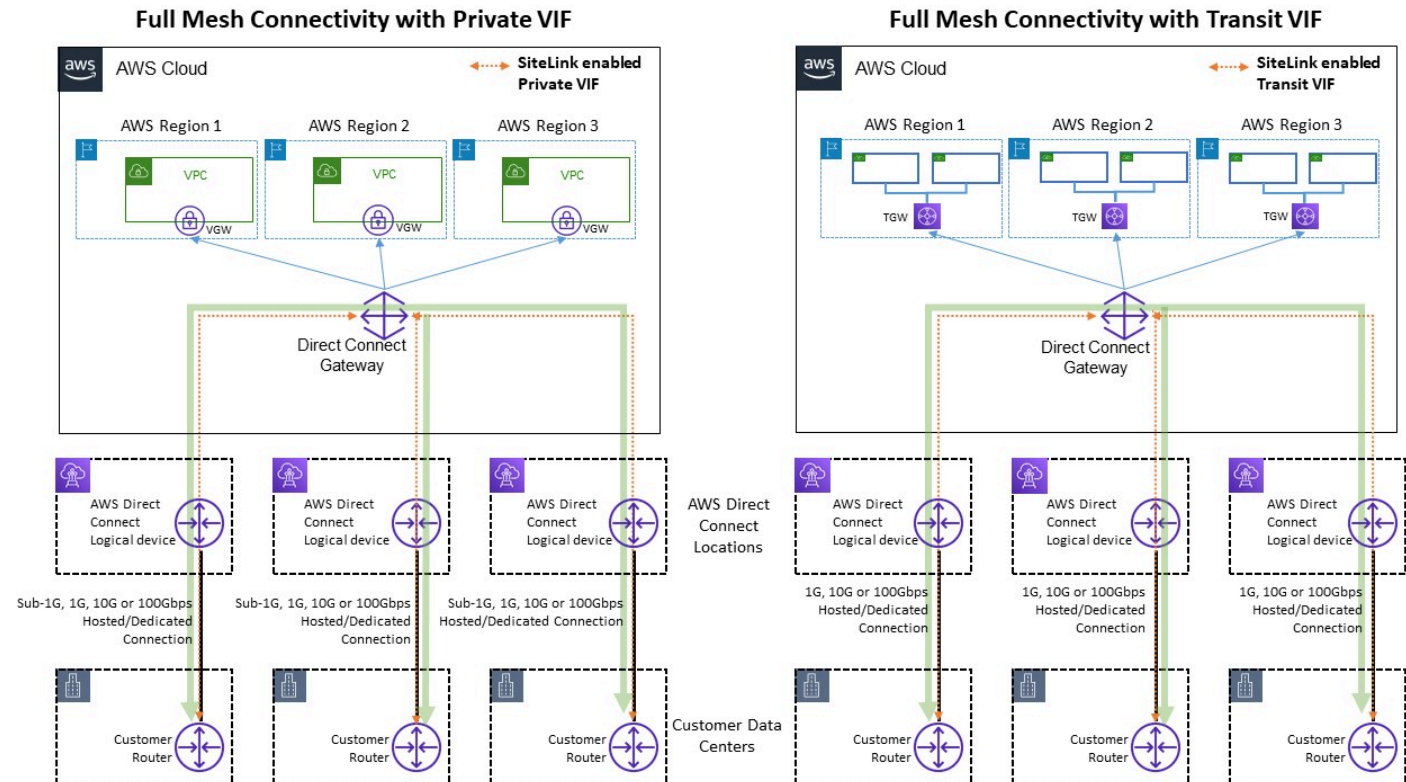 Full Mesh Connectivity with Private VIF
aws
AWS Cloud
SiteLink enabled
Private VIF
AWS Region 1
AWS Region 2
AWS Region 3
VPC
VPC
VPC
VGW
VGW
VGW
Direct Connect
Gateway
AWS Direct
Connect
Logical device
AWS Direct
Connect
Logical device
AWS Direct
Connect
Logical device
Sub-1G, 1G, 10G or 100Gbps
Hosted/Dedicated
Connection
Sub-1G, 1G, 10G or 100Gbps
Hosted/Dedicated
Connection
Sub-1G, 1G, 10G or 100Gbps
Hosted/Dedicated Connection
Customer
Router
Customer
Router
Customer
Router
AWS Direct
Connect
Locations
Customer Data
Centers
Full Mesh Connectivity with Transit VIF
aws
AWS Cloud
SiteLink enabled
Transit VIF
AWS Region 1
AWS Region 2
AWS Region 3
TGW
TGW
TGW
Direct Connect
Gateway
AWS Direct
Connect
Logical device
AWS Direct
Connect
Logical device
AWS Direct
Connect
Logical device
1G, 10G or 100Gbps
Hosted/Dedicated
Connection
1G, 10G or 100Gbps
Hosted/Dedicated
Connection
1G, 10G or 100Gbps
Hosted/Dedicated
Connection
Customer
Router
Customer
Router
Customer
Router